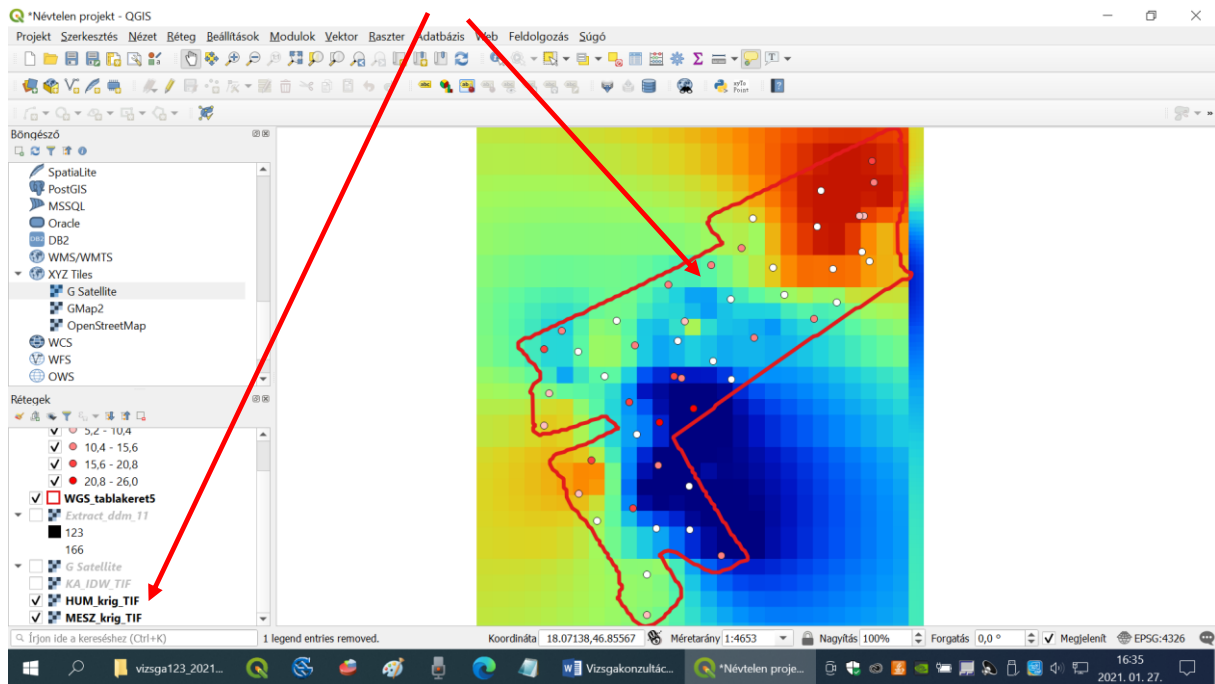 *Névtelen projekt - QGIS
Projekt Szerkesztés Nézet Réteg Beállítások Modulok Vektor Raszter Adatbázis Web Feldolgozás Súgó
Böngésző
SpatiaLite
PostGIS
MSSQL
Oracle
DB2
WMS/WMTS
XYZ Tiles
G Satellite
GMap2
OpenStreetMap
WCS
WFS
OWS
Rétegek
5,2 - 10,4
10,4 - 15,6
15,6 - 20,8
20,8 - 26,0
WGS_tablakeret5
Extract_ddm_11
123
166
G Satellite
KA_IDW_TIF
HUM_krig_TIF
MESZ_krig_TIF
Írjon ide a kereséshez (Ctrl+K) 1 legend entries removed. Koordináta 18.07138,46.85567 Méretarány 1:4653 Nagyítás 100% Forgatás 0,0 ° Megjelenít EPSG:4326
vizsga123_2021... Vizsgakonzultác... *Névtelen proje... 16:35
2021. 01. 27.